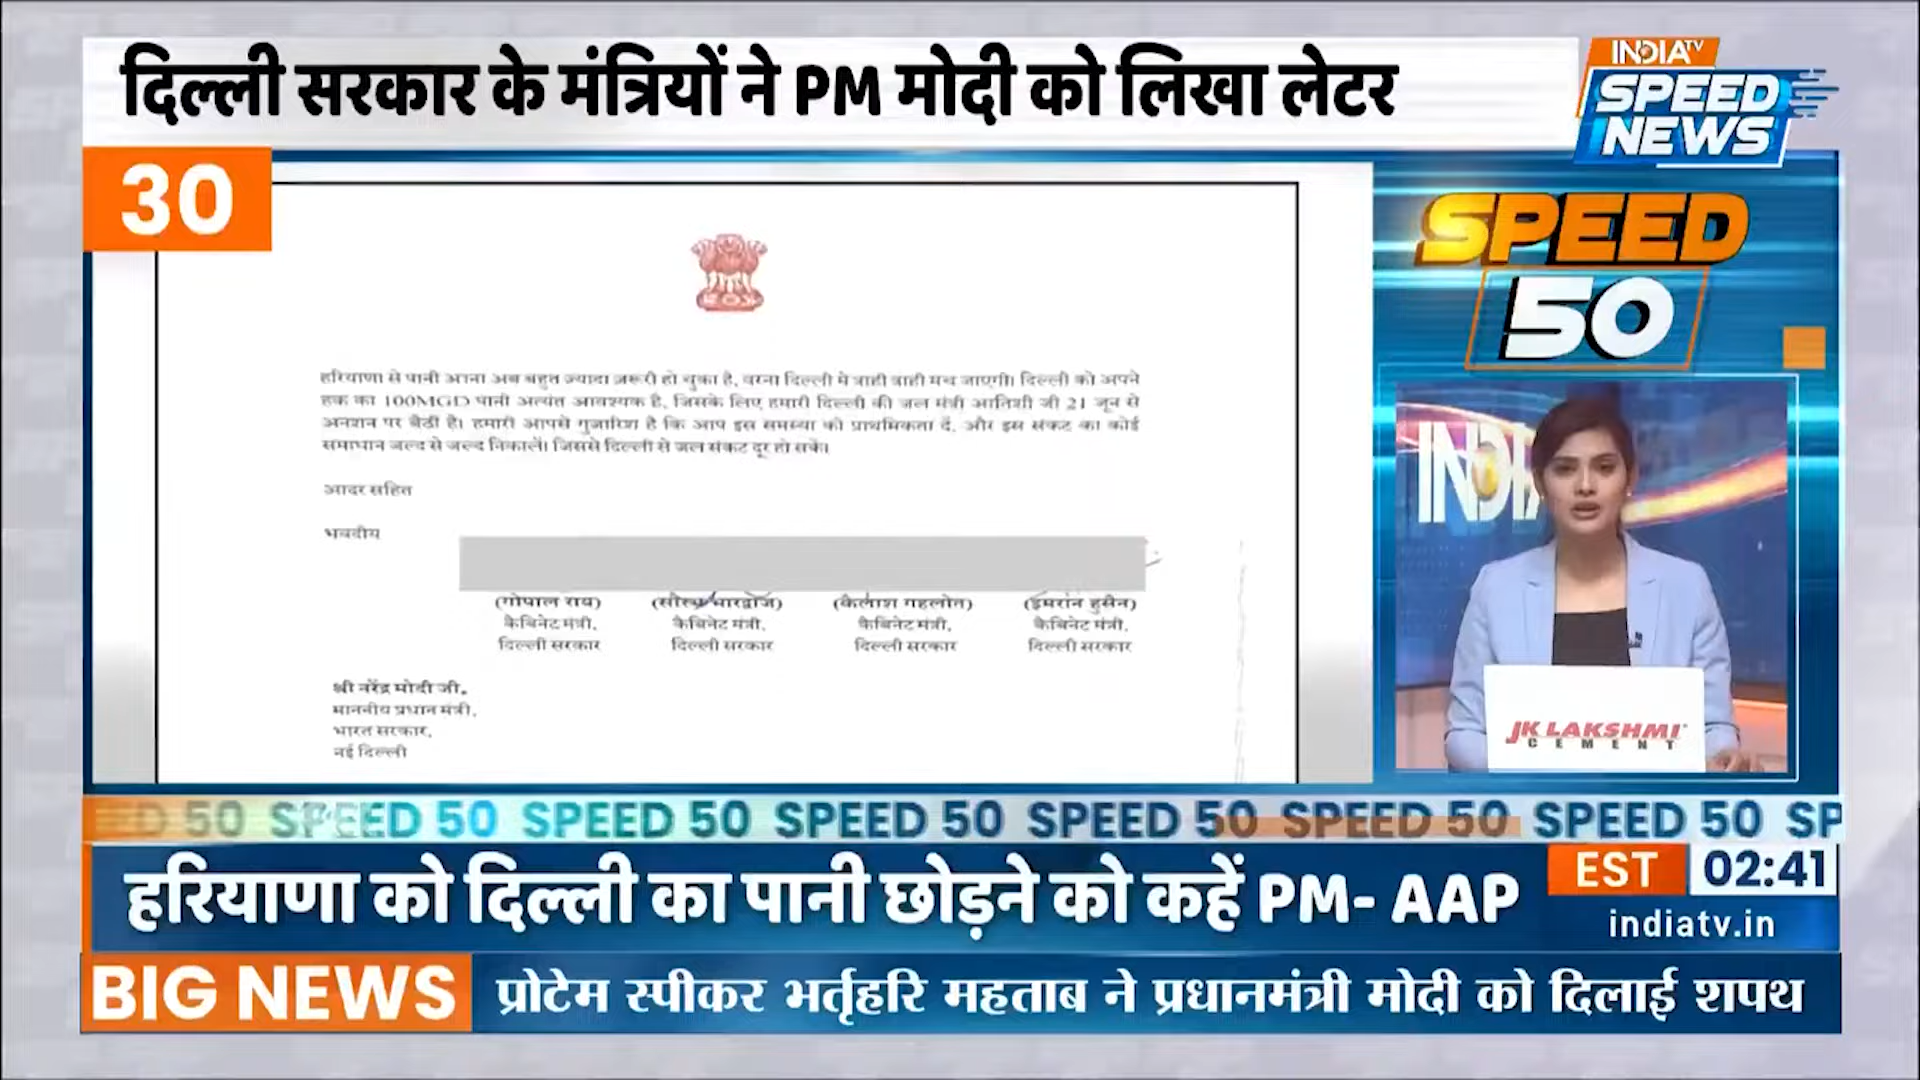 दिल्ली सरकार के मंत्रियों ने PM मोदी को लिखा लेटर
INDIA TV
SPEED
NEWS
30
SPEED
50
हरियाणा से पानी आना अब बहुत ज्यादा ज़रूरी हो चुका है, वरना दिल्ली मे त्राही त्राही मच जाएगी। दिल्ली को अपने
हक का 100MGD पानी अत्यंत आवश्यक है, जिसके लिए हमारी दिल्ली की जल मंत्री आतिशी जी 21 जून से
अनशन पर बैठीं है। हमारी आपसे गुजारिश है कि आप इस समस्या को प्राथमिकता दें, और इस संकट का कोई
समाधान जल्द से जल्द निकालें। जिससे दिल्ली से जल संकट दूर हो सकें।
आदर सहित
भवदीय
(गोपाल राय) (सौरभ भारद्वाज) (कैलाश गहलोत) (इमरान हुसैन)
कैबिनेट मंत्री, कैबिनेट मंत्री, कैबिनेट मंत्री, कैबिनेट मंत्री,
दिल्ली सरकार दिल्ली सरकार दिल्ली सरकार दिल्ली सरकार
श्री नरेंद्र मोदी जी,
माननीय प्रधान मंत्री,
भारत सरकार,
नई दिल्ली
INDIA
JK LAKSHMI
CEMENT
ED 50 SPEED 50 SPEED 50 SPEED 50 SPEED 50 SPEED 50 SPEED 50 SP
हरियाणा को दिल्ली का पानी छोड़ने को कहें PM- AAP
EST 02:41
indiatv.in
BIG NEWS प्रोटेम स्पीकर भर्तृहरि महताब ने प्रधानमंत्री मोदी को दिलाई शपथ